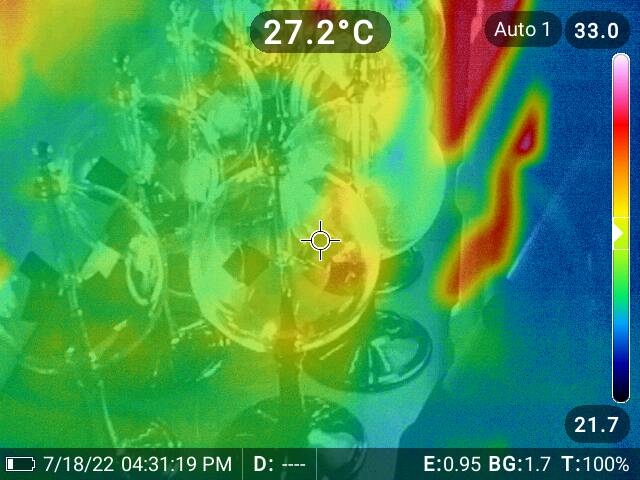 27.2°C
Auto 1
33.0
21.7
7/18/22 04:31:19 PM
D: ----
E:0.95 BG:1.7 T:100%